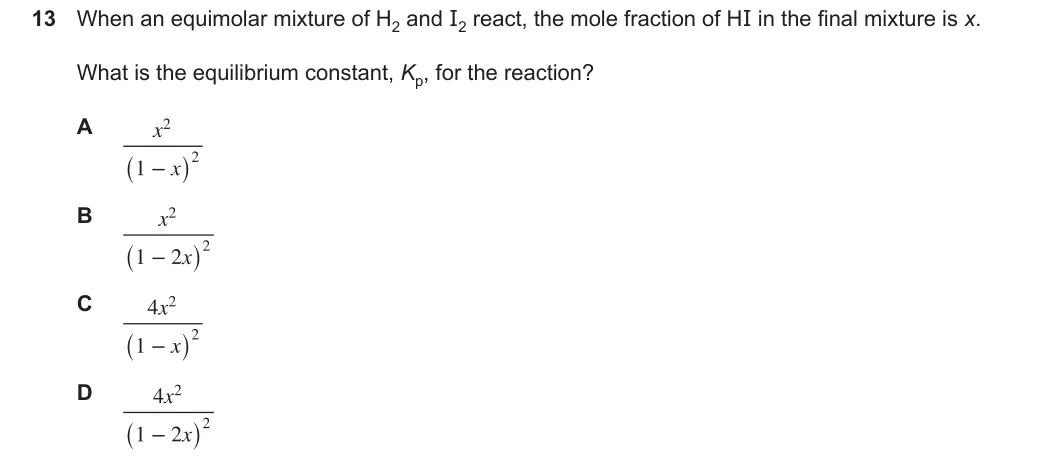 13 When an equimolar mixture of H₂ and I₂ react, the mole fraction of HI in the final mixture is x.
What is the equilibrium constant, Kₚ, for the reaction?
A x² / (1 – x)²
B x² / (1 – 2x)²
C 4x² / (1 – x)²
D 4x² / (1 – 2x)²